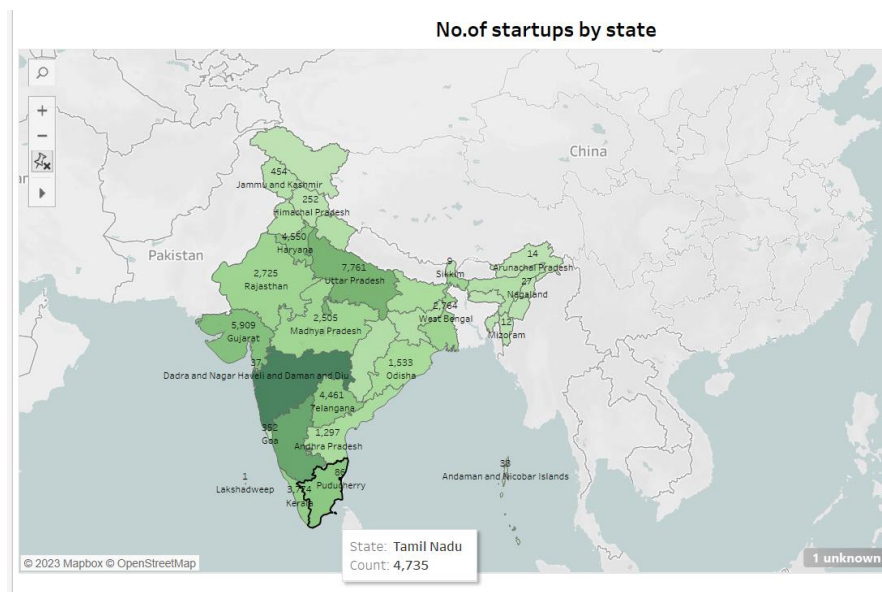 No.of startups by state
China
454
Jammu and Kashmir
252
Himachal Pradesh
4,550
Haryana
Pakistan
14
Arunachal Pradesh
9
Sikkim
7,761
Uttar Pradesh
2,725
Rajasthan
27
Nagaland
2,764
West Bengal
2,505
Madhya Pradesh
12
Mizoram
5,909
Gujarat
37
Dadra and Nagar Haveli and Daman and Diu
1,533
Odisha
4,461
Telangana
352
Goa
1,297
Andhra Pradesh
86
Puducherry
38
Andaman and Nicobar Islands
1
Lakshadweep
Kerala
State: Tamil Nadu
Count: 4,735
© 2023 Mapbox © OpenStreetMap
1 unknown